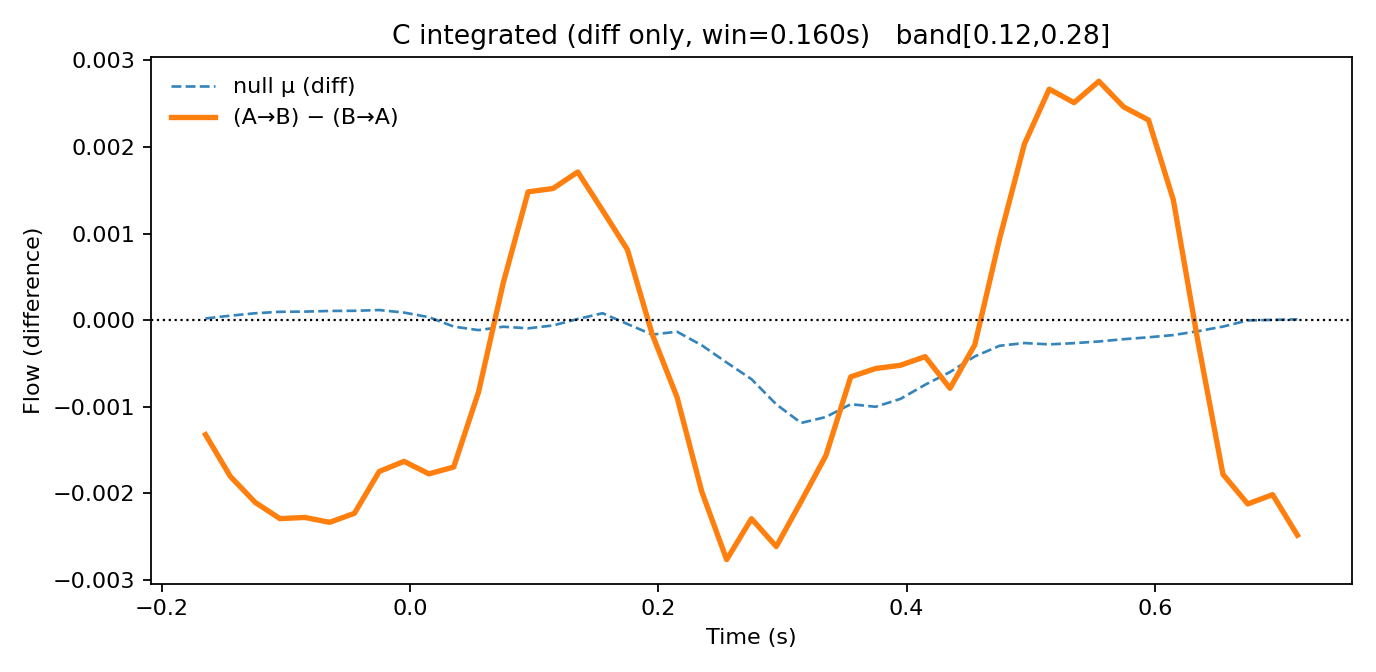 C integrated (diff only, win=0.160s)   band[0.12,0.28]
0.003
0.002
0.001
0.000
−0.001
−0.002
−0.003
Flow (difference)
null μ (diff)
(A→B) − (B→A)
−0.2
0.0
0.2
0.4
0.6
Time (s)